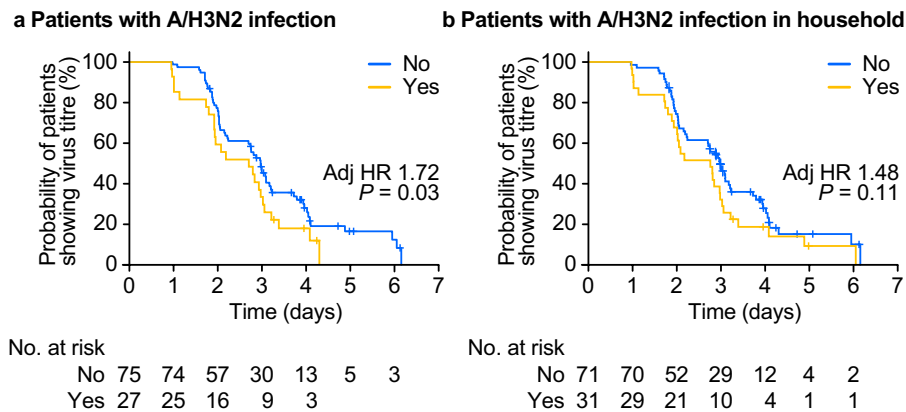 a Patients with A/H3N2 infection
Probability of patients
showing virus titre (%)
100
80
60
40
20
0
No
Yes
Adj HR 1.72
P = 0.03
0 1 2 3 4 5 6 7
Time (days)
No. at risk
No 75 74 57 30 13 5 3
Yes 27 25 16 9 3
b Patients with A/H3N2 infection in household
Probability of patients
showing virus titre (%)
100
80
60
40
20
0
No
Yes
Adj HR 1.48
P = 0.11
0 1 2 3 4 5 6 7
Time (days)
No. at risk
No 71 70 52 29 12 4 2
Yes 31 29 21 10 4 1 1